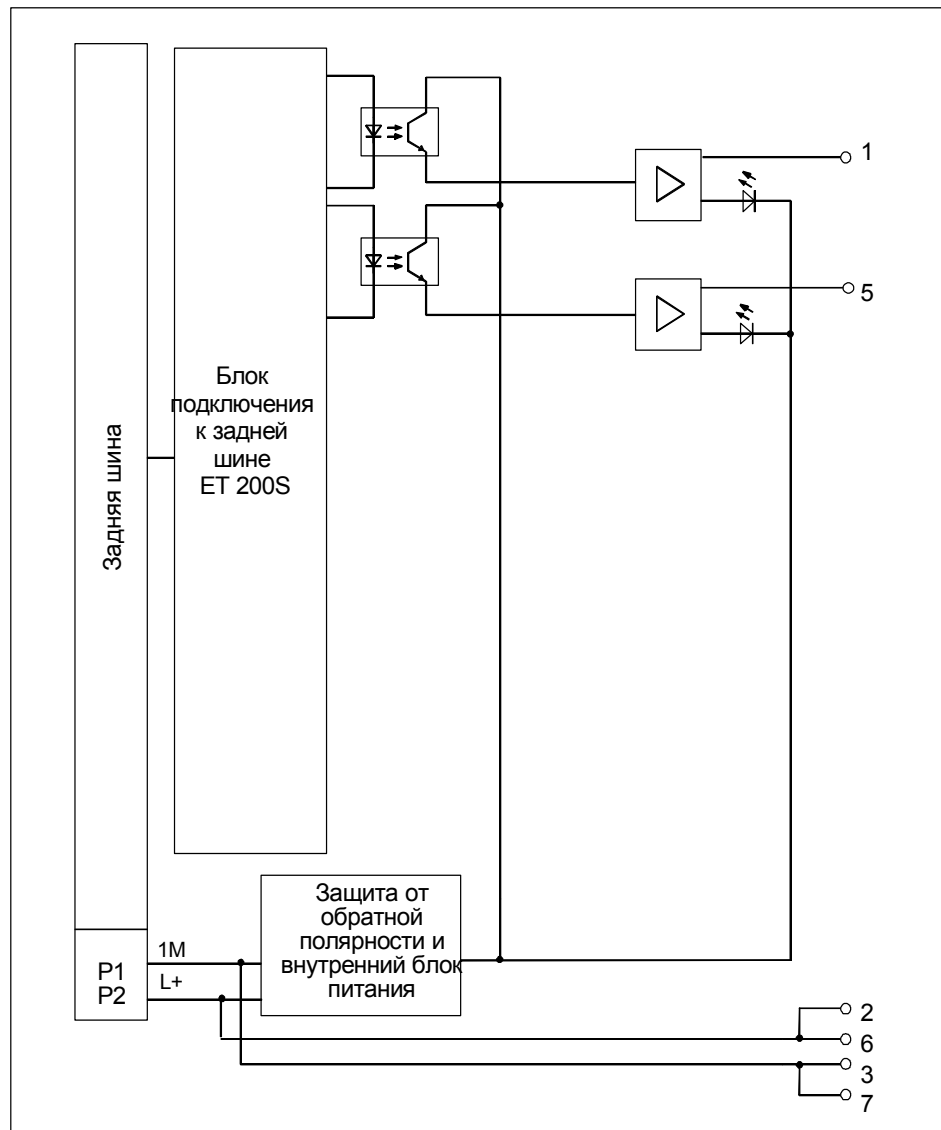 1
5
Блок
подключения
к задней
шине
ET 200S
Задняя шина
Защита от
обратной
полярности и
внутренний блок
питания
1M
L+
P1
P2
2
6
3
7